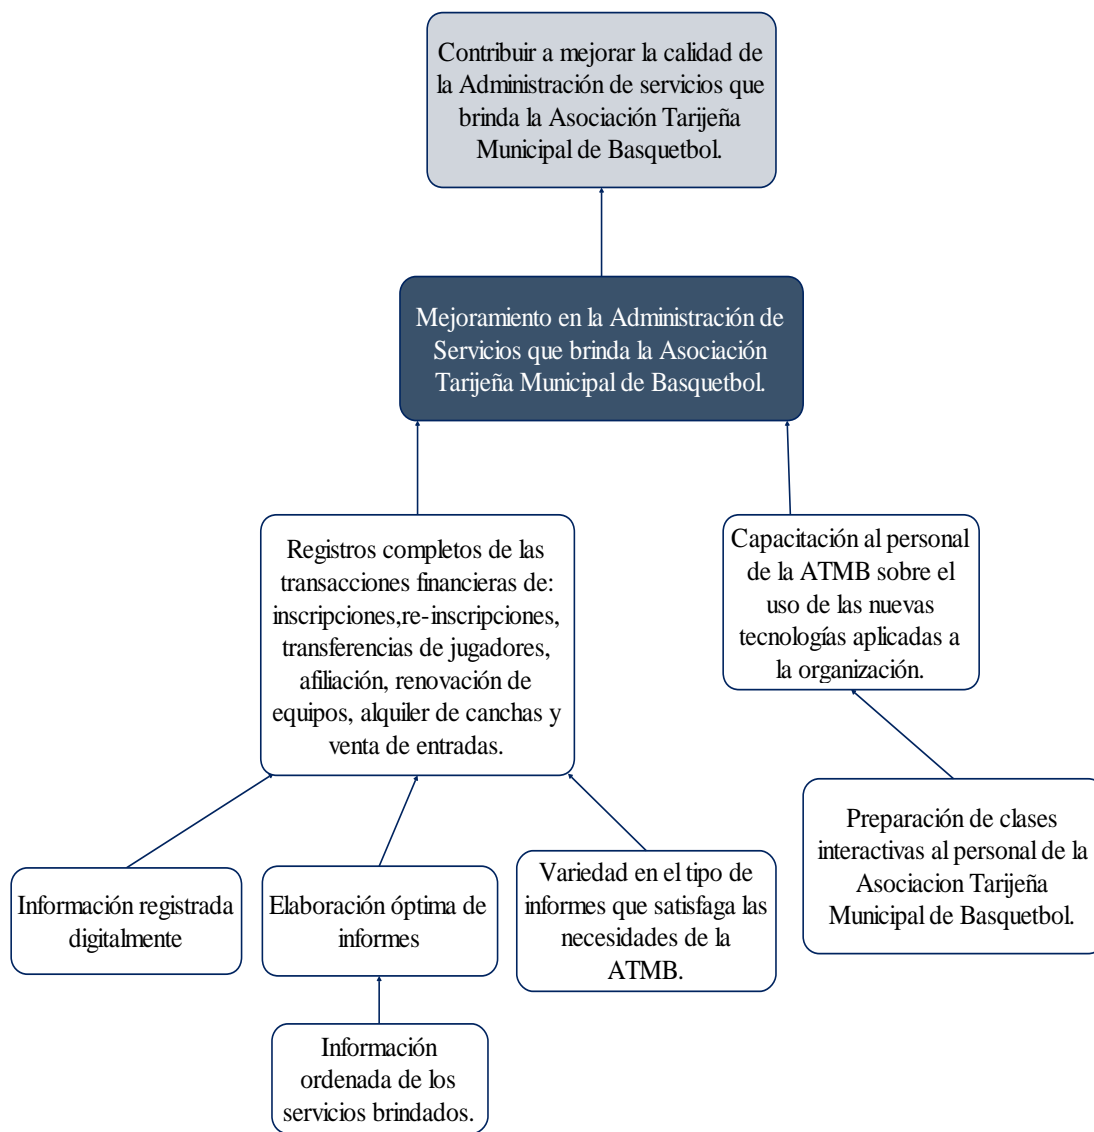 Contribuir a mejorar la calidad de
la Administración de servicios que
brinda la Asociación Tarijeña
Municipal de Basquetbol.
Mejoramiento en la Administración de
Servicios que brinda la Asociación
Tarijeña Municipal de Basquetbol.
Registros completos de las
transacciones financieras de:
inscripciones,re-inscripciones,
transferencias de jugadores,
afiliación, renovación de
equipos, alquiler de canchas y
venta de entradas.
Capacitación al personal
de la ATMB sobre el
uso de las nuevas
tecnologías aplicadas a
la organización.
Información registrada
digitalmente
Elaboración óptima de
informes
Variedad en el tipo de
informes que satisfaga las
necesidades de la
ATMB.
Preparación de clases
interactivas al personal de la
Asociacion Tarijeña
Municipal de Basquetbol.
Información
ordenada de los
servicios brindados.